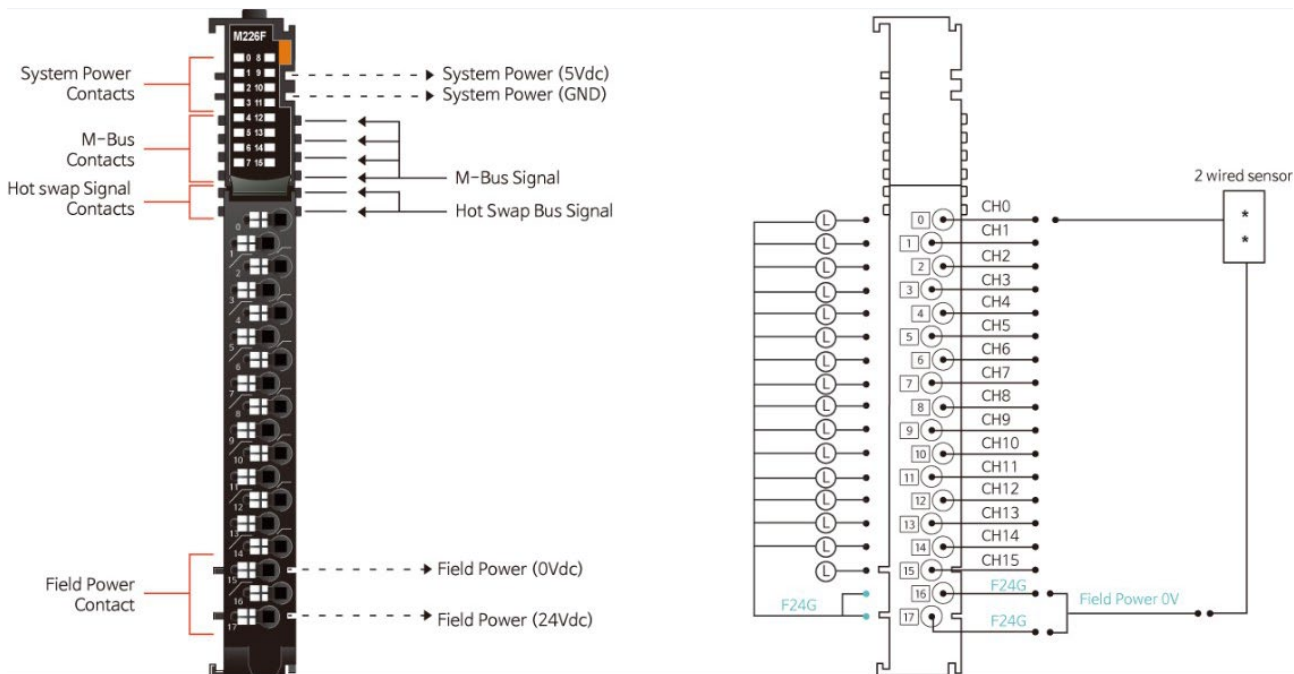 M226F
0 8
1 9
2 10
3 11
4 12
5 13
6 14
7 15
System Power
Contacts
M-Bus
Contacts
Hot swap Signal
Contacts
System Power (5Vdc)
System Power (GND)
M-Bus Signal
Hot Swap Bus Signal
0
1
2
3
4
5
6
7
8
9
10
11
12
13
14
15
16
17
Field Power
Contact
Field Power (0Vdc)
Field Power (24Vdc)
2 wired sensor
*
*
L 0 CH0
L 1 CH1
L 2 CH2
L 3 CH3
L 4 CH4
L 5 CH5
L 6 CH6
L 7 CH7
L 8 CH8
L 9 CH9
L 10 CH10
L 11 CH11
L 12 CH12
L 13 CH13
L 14 CH14
L 15 CH15
F24G 16 F24G
17 F24G
Field Power 0V